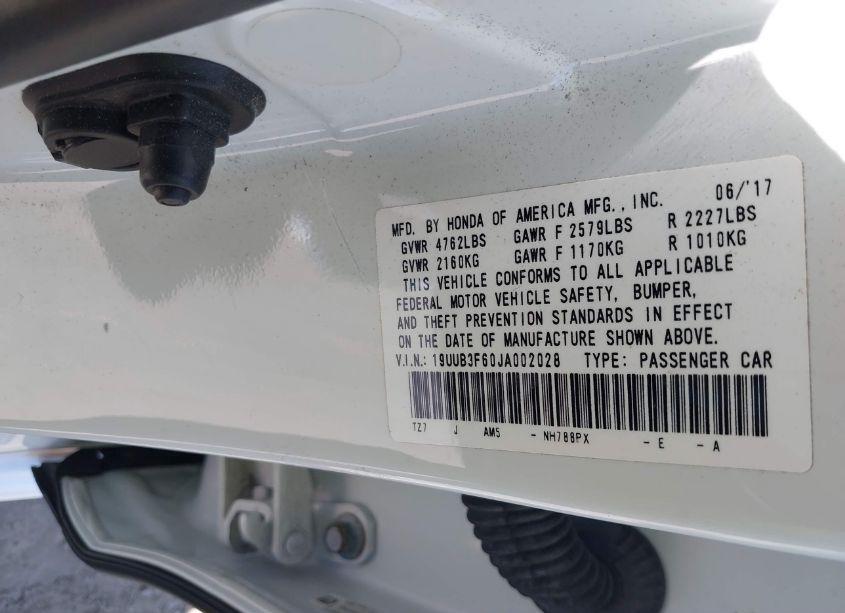 MFD. BY HONDA OF AMERICA MFG., INC. 06/'17
GVWR 4762LBS GAWR F 2579LBS R 2227LBS
GVWR 2160KG GAWR F 1170KG R 1010KG
THIS VEHICLE CONFORMS TO ALL APPLICABLE
FEDERAL MOTOR VEHICLE SAFETY, BUMPER,
AND THEFT PREVENTION STANDARDS IN EFFECT
ON THE DATE OF MANUFACTURE SHOWN ABOVE.
V.I.N.: 19UUB3F60JA002028 TYPE: PASSENGER CAR
TZ7 J AM5 - NH788PX - E - A